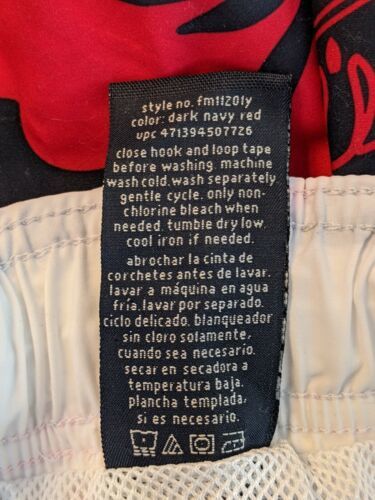 style no. fm11z01y
color: dark navy red
upc 471394507726
close hook and loop tape
before washing. machine
wash cold. wash separately
gentle cycle. only non-
chlorine bleach when
needed. tumble dry low.
cool iron if needed.
abrochar la cinta de
corchetes antes de lavar.
lavar a máquina en agua
fría. lavar por separado.
ciclo delicado. blanqueador
sin cloro solamente,
cuando sea necesario.
secar en secadora a
temperatura baja.
plancha templada,
si es necesario.